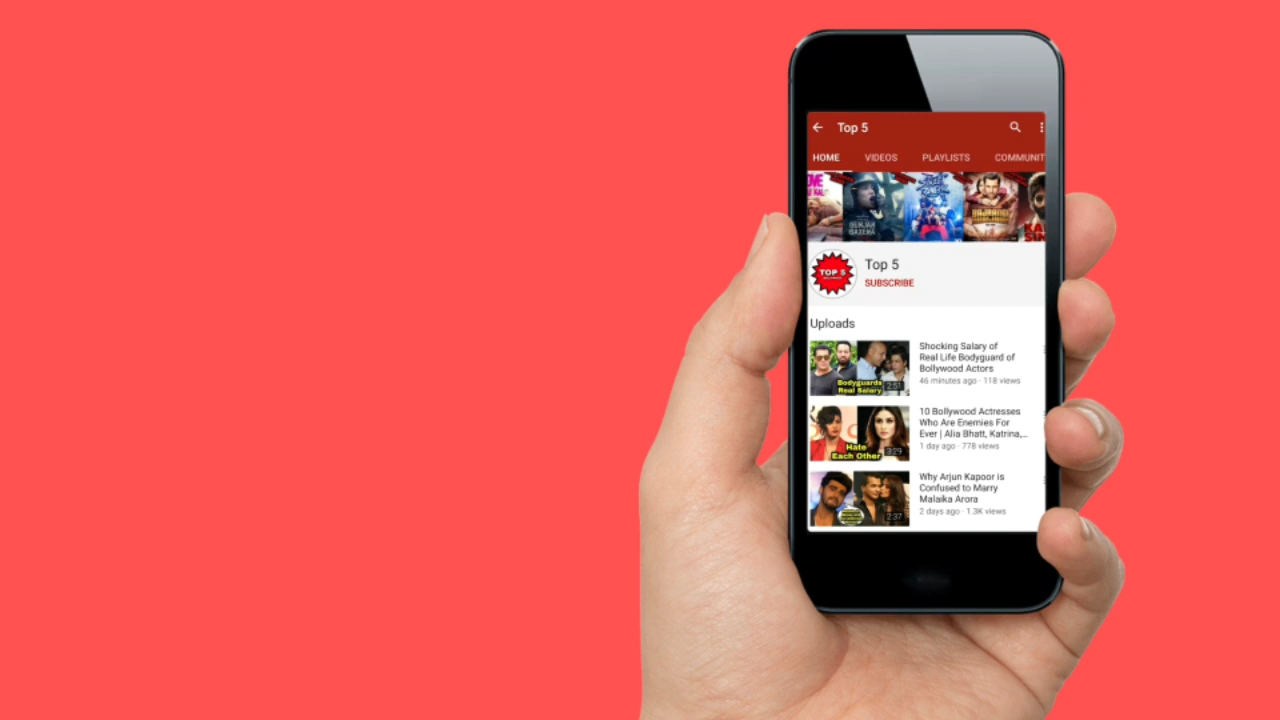 Top 5
HOME VIDEOS PLAYLISTS COMMUNIT
TOP 5
Top 5
SUBSCRIBE
Uploads
Bodyguards
Real Salary
2:51
Shocking Salary of
Real Life Bodyguard of
Bollywood Actors
46 minutes ago · 118 views
Hate
Each Other
3:29
10 Bollywood Actresses
Who Are Enemies For
Ever | Alia Bhatt, Katrina,...
1 day ago · 778 views
2:37
Why Arjun Kapoor is
Confused to Marry
Malaika Arora
2 days ago · 1.3K views